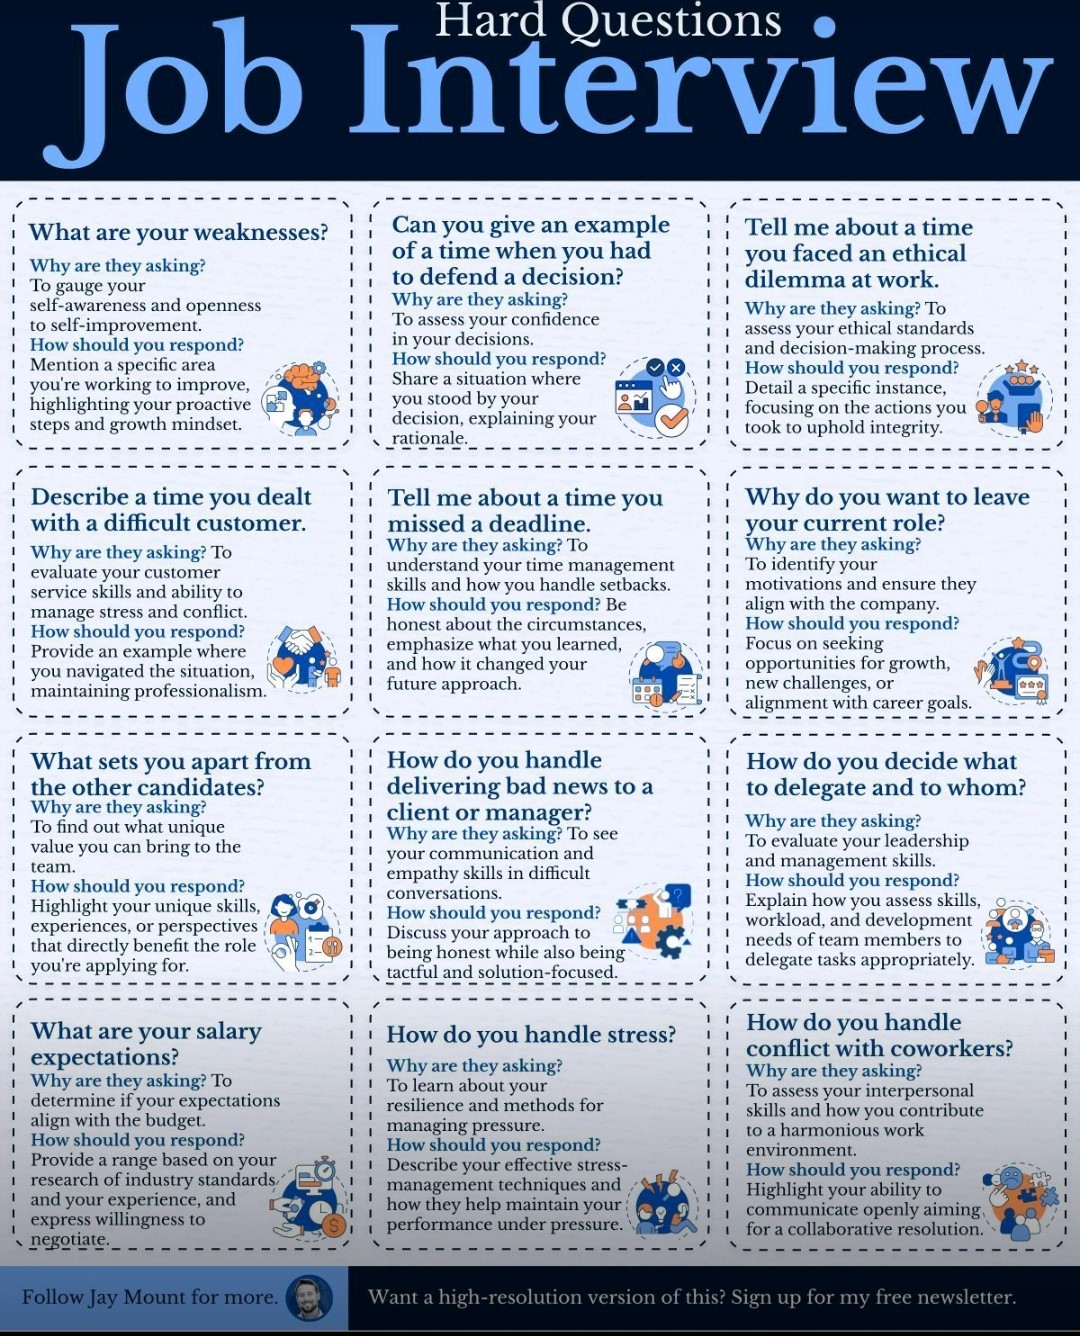 Hard Questions
Job Interview
What are your weaknesses?
Why are they asking?
To gauge your
self-awareness and openness
to self-improvement.
How should you respond?
Mention a specific area
you're working to improve,
highlighting your proactive
steps and growth mindset.
Can you give an example
of a time when you had
to defend a decision?
Why are they asking?
To assess your confidence
in your decisions.
How should you respond?
Share a situation where
you stood by your
decision, explaining your
rationale.
Tell me about a time
you faced an ethical
dilemma at work.
Why are they asking? To
assess your ethical standards
and decision-making process.
How should you respond?
Detail a specific instance,
focusing on the actions you
took to uphold integrity.
Describe a time you dealt
with a difficult customer.
Why are they asking? To
evaluate your customer
service skills and ability to
manage stress and conflict.
How should you respond?
Provide an example where
you navigated the situation,
maintaining professionalism.
Tell me about a time you
missed a deadline.
Why are they asking? To
understand your time management
skills and how you handle setbacks.
How should you respond? Be
honest about the circumstances,
emphasize what you learned,
and how it changed your
future approach.
Why do you want to leave
your current role?
Why are they asking?
To identify your
motivations and ensure they
align with the company.
How should you respond?
Focus on seeking
opportunities for growth,
new challenges, or
alignment with career goals.
What sets you apart from
the other candidates?
Why are they asking?
To find out what unique
value you can bring to the
team.
How should you respond?
Highlight your unique skills,
experiences, or perspectives
that directly benefit the role
you're applying for.
How do you handle
delivering bad news to a
client or manager?
Why are they asking? To see
your communication and
empathy skills in difficult
conversations.
How should you respond?
Discuss your approach to
being honest while also being
tactful and solution-focused.
How do you decide what
to delegate and to whom?
Why are they asking?
To evaluate your leadership
and management skills.
How should you respond?
Explain how you assess skills,
workload, and development
needs of team members to
delegate tasks appropriately.
What are your salary
expectations?
Why are they asking? To
determine if your expectations
align with the budget.
How should you respond?
Provide a range based on your
research of industry standards
and your experience, and
express willingness to
negotiate.
How do you handle stress?
Why are they asking?
To learn about your
resilience and methods for
managing pressure.
How should you respond?
Describe your effective stress-
management techniques and
how they help maintain your
performance under pressure.
How do you handle
conflict with coworkers?
Why are they asking?
To assess your interpersonal
skills and how you contribute
to a harmonious work
environment.
How should you respond?
Highlight your ability to
communicate openly aiming
for a collaborative resolution.
Follow Jay Mount for more.
Want a high-resolution version of this? Sign up for my free newsletter.